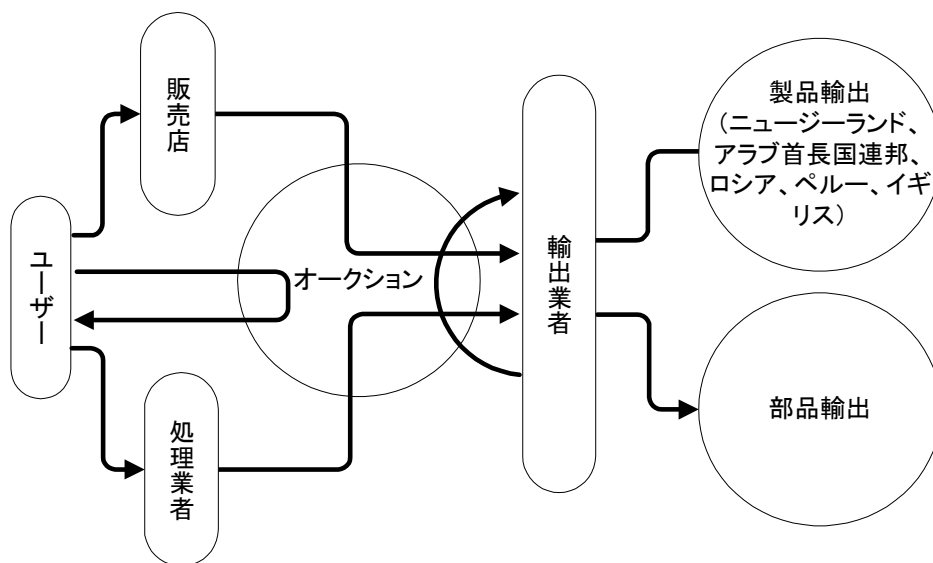 販売店
ユーザー
オークション
処理業者
輸出業者
製品輸出
（ニュージーランド、
アラブ首長国連邦、
ロシア、ペルー、イギ
リス）
部品輸出